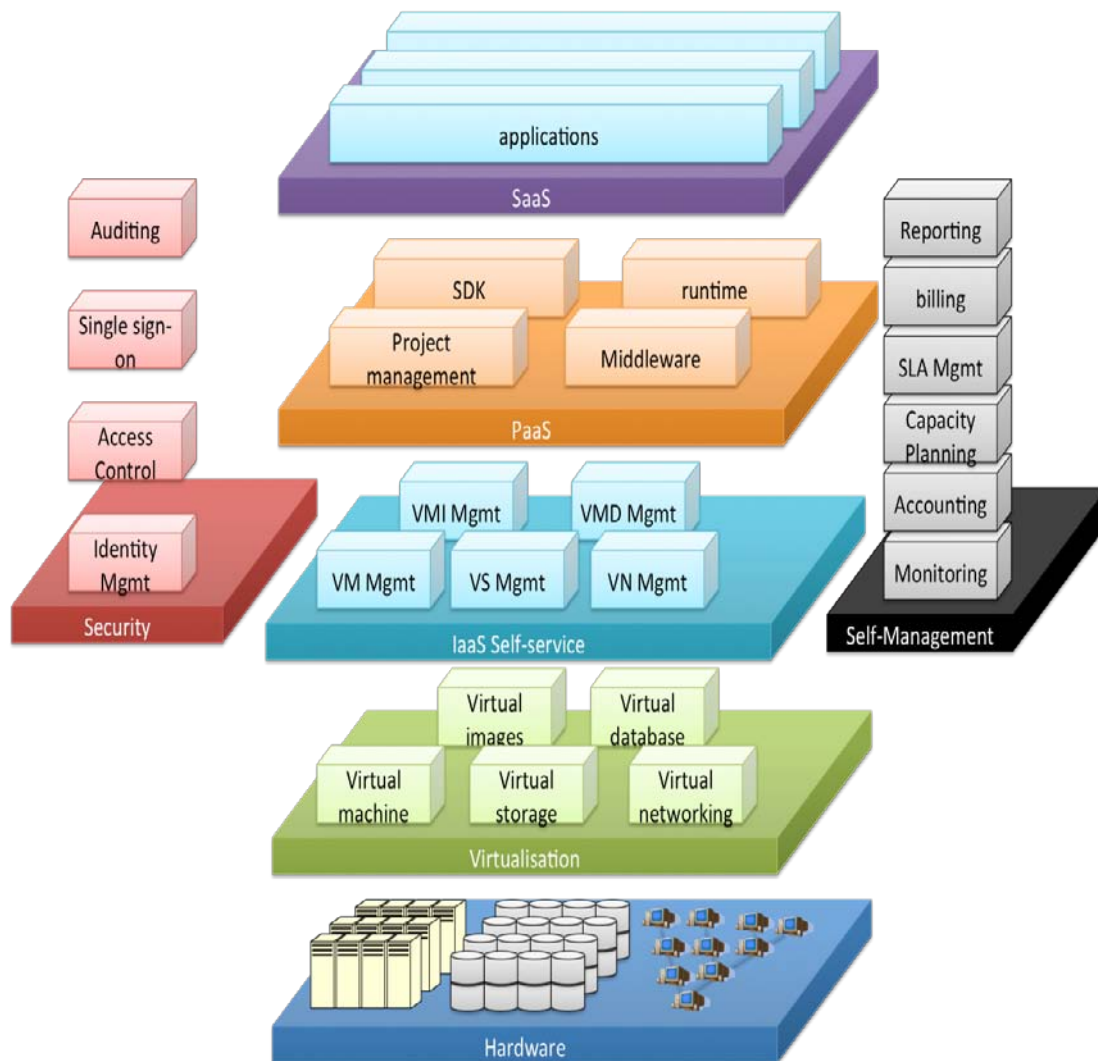 applications
SaaS
Auditing
Single sign-
on
Access
Control
Identity
Mgmt
Security
SDK
runtime
Project
management
Middleware
PaaS
VMI Mgmt
VMD Mgmt
VM Mgmt
VS Mgmt
VN Mgmt
IaaS Self-service
Reporting
billing
SLA Mgmt
Capacity
Planning
Accounting
Monitoring
Self-Management
Virtual
images
Virtual
database
Virtual
machine
Virtual
storage
Virtual
networking
Virtualisation
Hardware